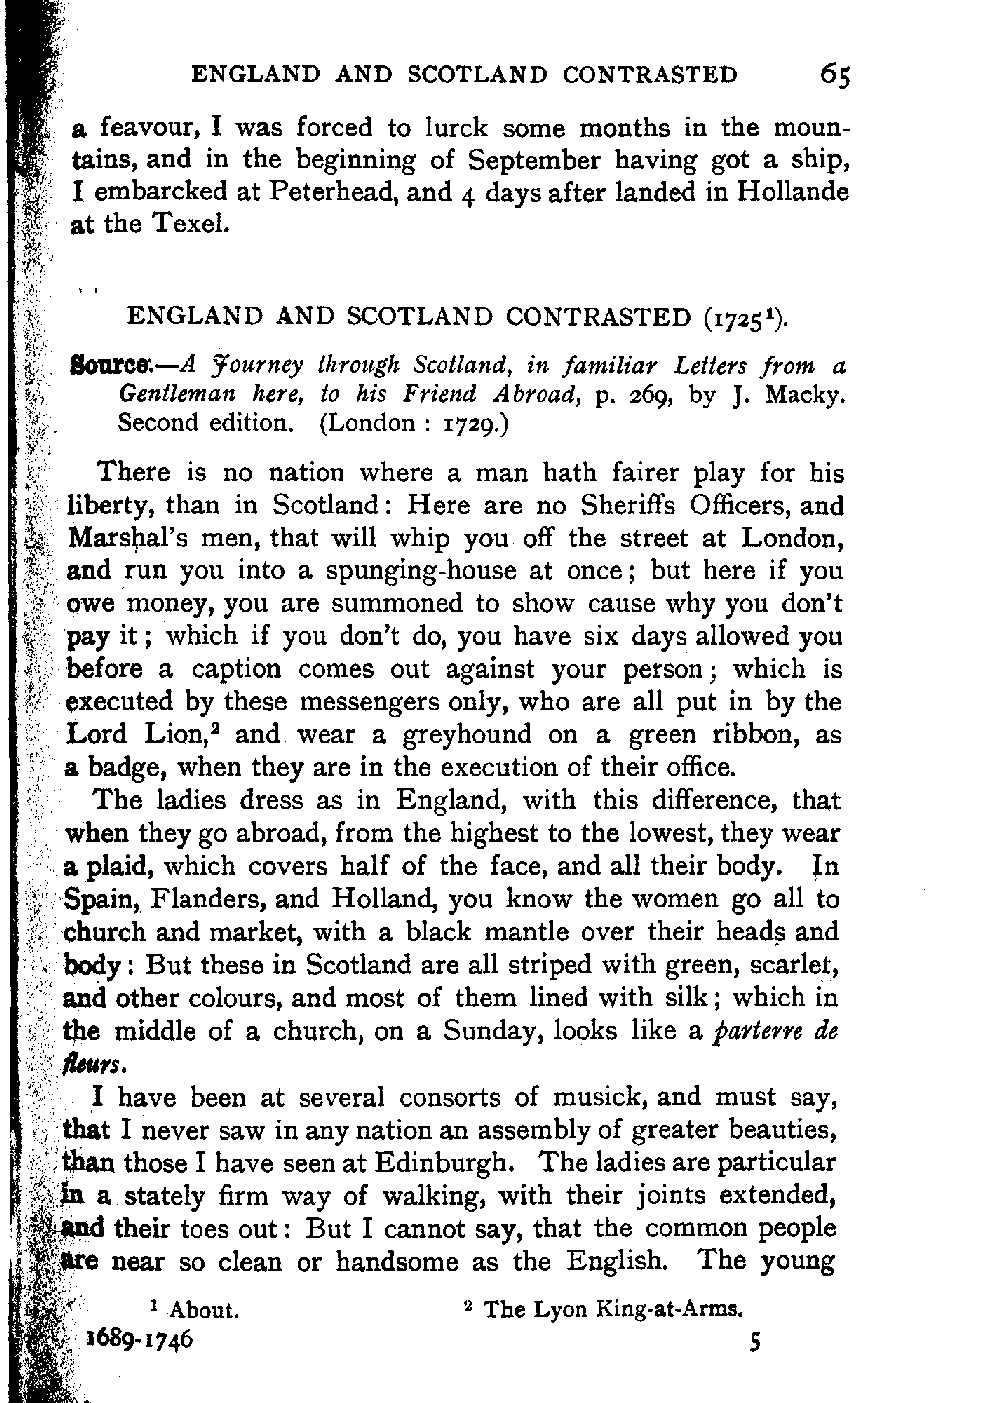 ENGLAND AND SCOTLAND CONTRASTED 65
a feavour, I was forced to lurck some months in the moun-
tains, and in the beginning of September having got a ship,
I embarcked at Peterhead, and 4 days after landed in Hollande
at the Texel.
ENGLAND AND SCOTLAND CONTRASTED (1725¹).
Source.—A Journey through Scotland, in familiar Letters from a
Gentleman here, to his Friend Abroad, p. 269, by J. Macky.
Second edition. (London : 1729.)
There is no nation where a man hath fairer play for his
liberty, than in Scotland: Here are no Sheriffs Officers, and
Marshal's men, that will whip you off the street at London,
and run you into a spunging-house at once; but here if you
owe money, you are summoned to show cause why you don't
pay it; which if you don't do, you have six days allowed you
before a caption comes out against your person; which is
executed by these messengers only, who are all put in by the
Lord Lion,² and wear a greyhound on a green ribbon, as
a badge, when they are in the execution of their office.
The ladies dress as in England, with this difference, that
when they go abroad, from the highest to the lowest, they wear
a plaid, which covers half of the face, and all their body. In
Spain, Flanders, and Holland, you know the women go all to
church and market, with a black mantle over their heads and
body: But these in Scotland are all striped with green, scarlet,
and other colours, and most of them lined with silk; which in
the middle of a church, on a Sunday, looks like a parterre de
fleurs.
I have been at several consorts of musick, and must say,
that I never saw in any nation an assembly of greater beauties,
than those I have seen at Edinburgh. The ladies are particular
in a stately firm way of walking, with their joints extended,
and their toes out: But I cannot say, that the common people
are near so clean or handsome as the English. The young
¹ About. ² The Lyon King-at-Arms.
1689-1746 5